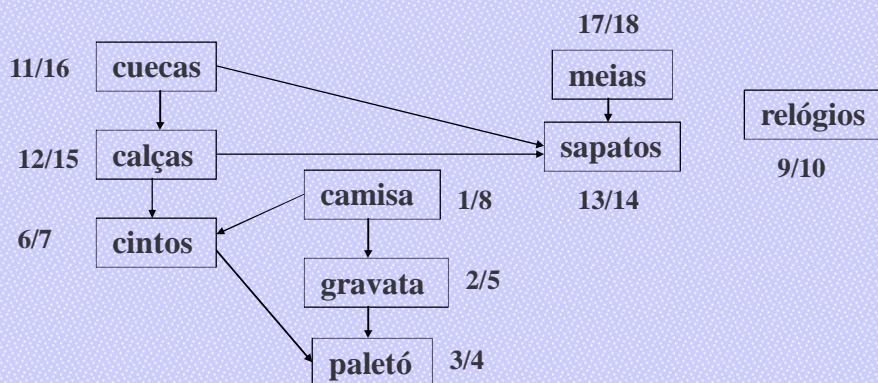 17/18
11/16
cuecas
meias
relógios
12/15
calças
sapatos
9/10
camisa
1/8
13/14
6/7
cintos
gravata
2/5
paletó
3/4